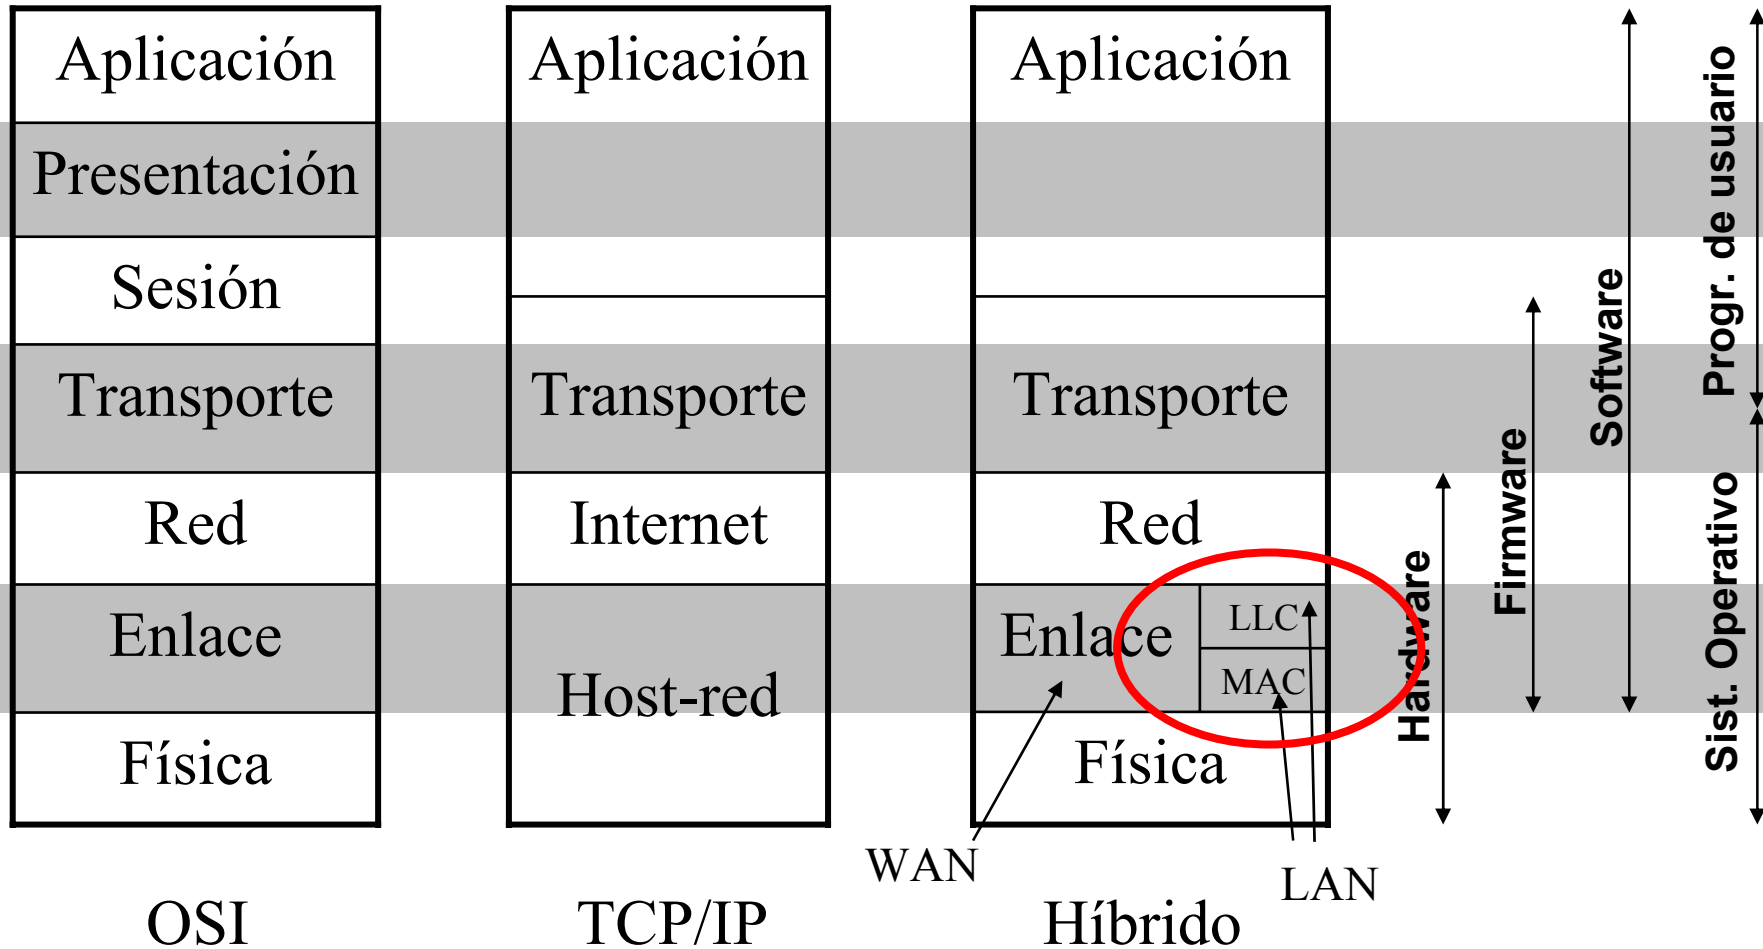 Aplicación
Presentación
Sesión
Transporte
Red
Enlace
Física
OSI
Aplicación
Transporte
Internet
Host-red
TCP/IP
Aplicación
Transporte
Red
Enlace
LLC
MAC
Física
WAN
LAN
Híbrido
Hardware
Firmware
Software
Progr. de usuario
Sist. Operativo